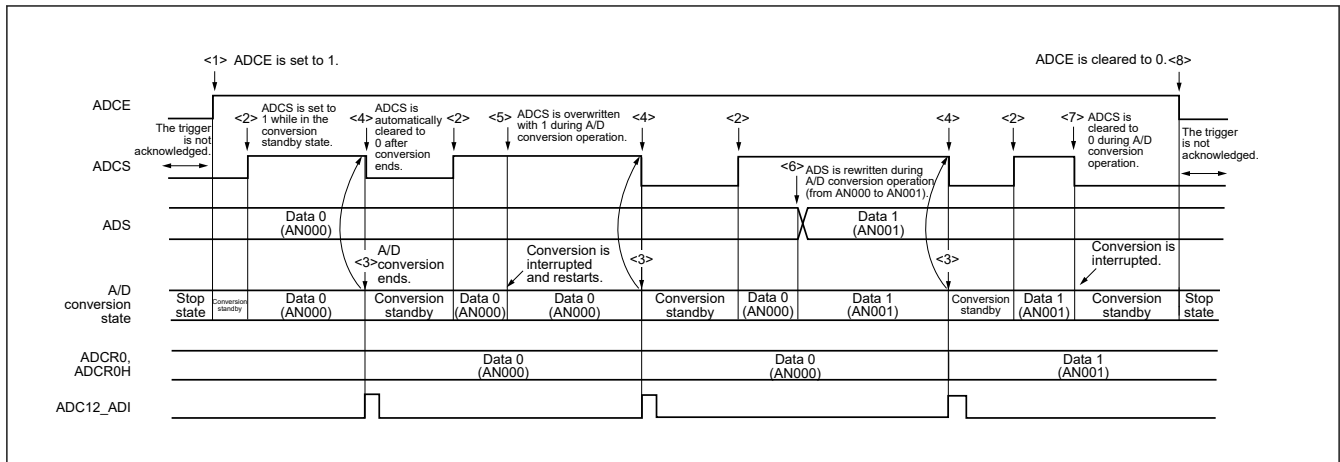 <1> ADCE is set to 1.
ADCE is cleared to 0.<8>
ADCE
The trigger
is not
acknowledged.
<2>
ADCS is set to
1 while in the
conversion
standby state.
<4>
ADCS is
automatically
cleared to
0 after
conversion
ends.
<2>
<5>
ADCS is overwritten
with 1 during A/D
conversion operation.
<4>
<2>
<4>
<2>
<7>
ADCS is
cleared to
0 during A/D
conversion
operation.
The trigger
is not
acknowledged.
ADCS
<6>
ADS is rewritten during
A/D conversion operation
(from AN000 to AN001).
ADS
Data 0
(AN000)
Data 1
(AN001)
<3>
A/D
conversion
ends.
Conversion is
interrupted
and restarts.
<3>
<3>
Conversion is
interrupted.
A/D
conversion
state
Stop
state
Conversion
standby
Data 0
(AN000)
Conversion
standby
Data 0
(AN000)
Data 0
(AN000)
Conversion
standby
Data 0
(AN000)
Data 1
(AN001)
Conversion
standby
Data 1
(AN001)
Conversion
standby
Stop
state
ADCR0,
ADCR0H
Data 0
(AN000)
Data 0
(AN000)
Data 1
(AN001)
ADC12_ADI